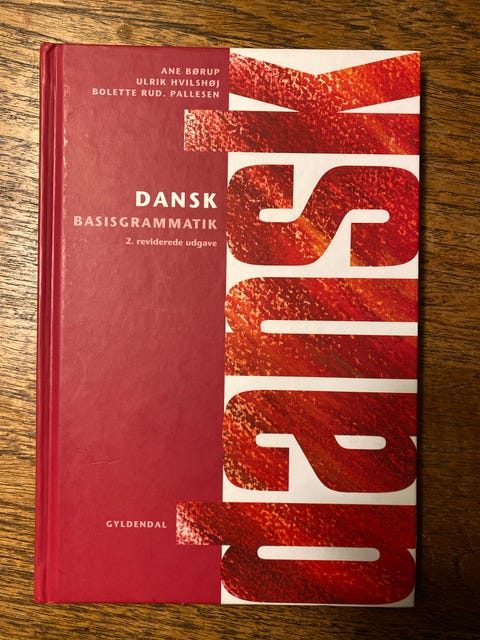 ANE BØRUP
ULRIK HVILSHØJ
BOLETTE RUD. PALLESEN
DANSK
BASISGRAMMATIK
2. reviderede udgave
GYLDENDAL
dansk